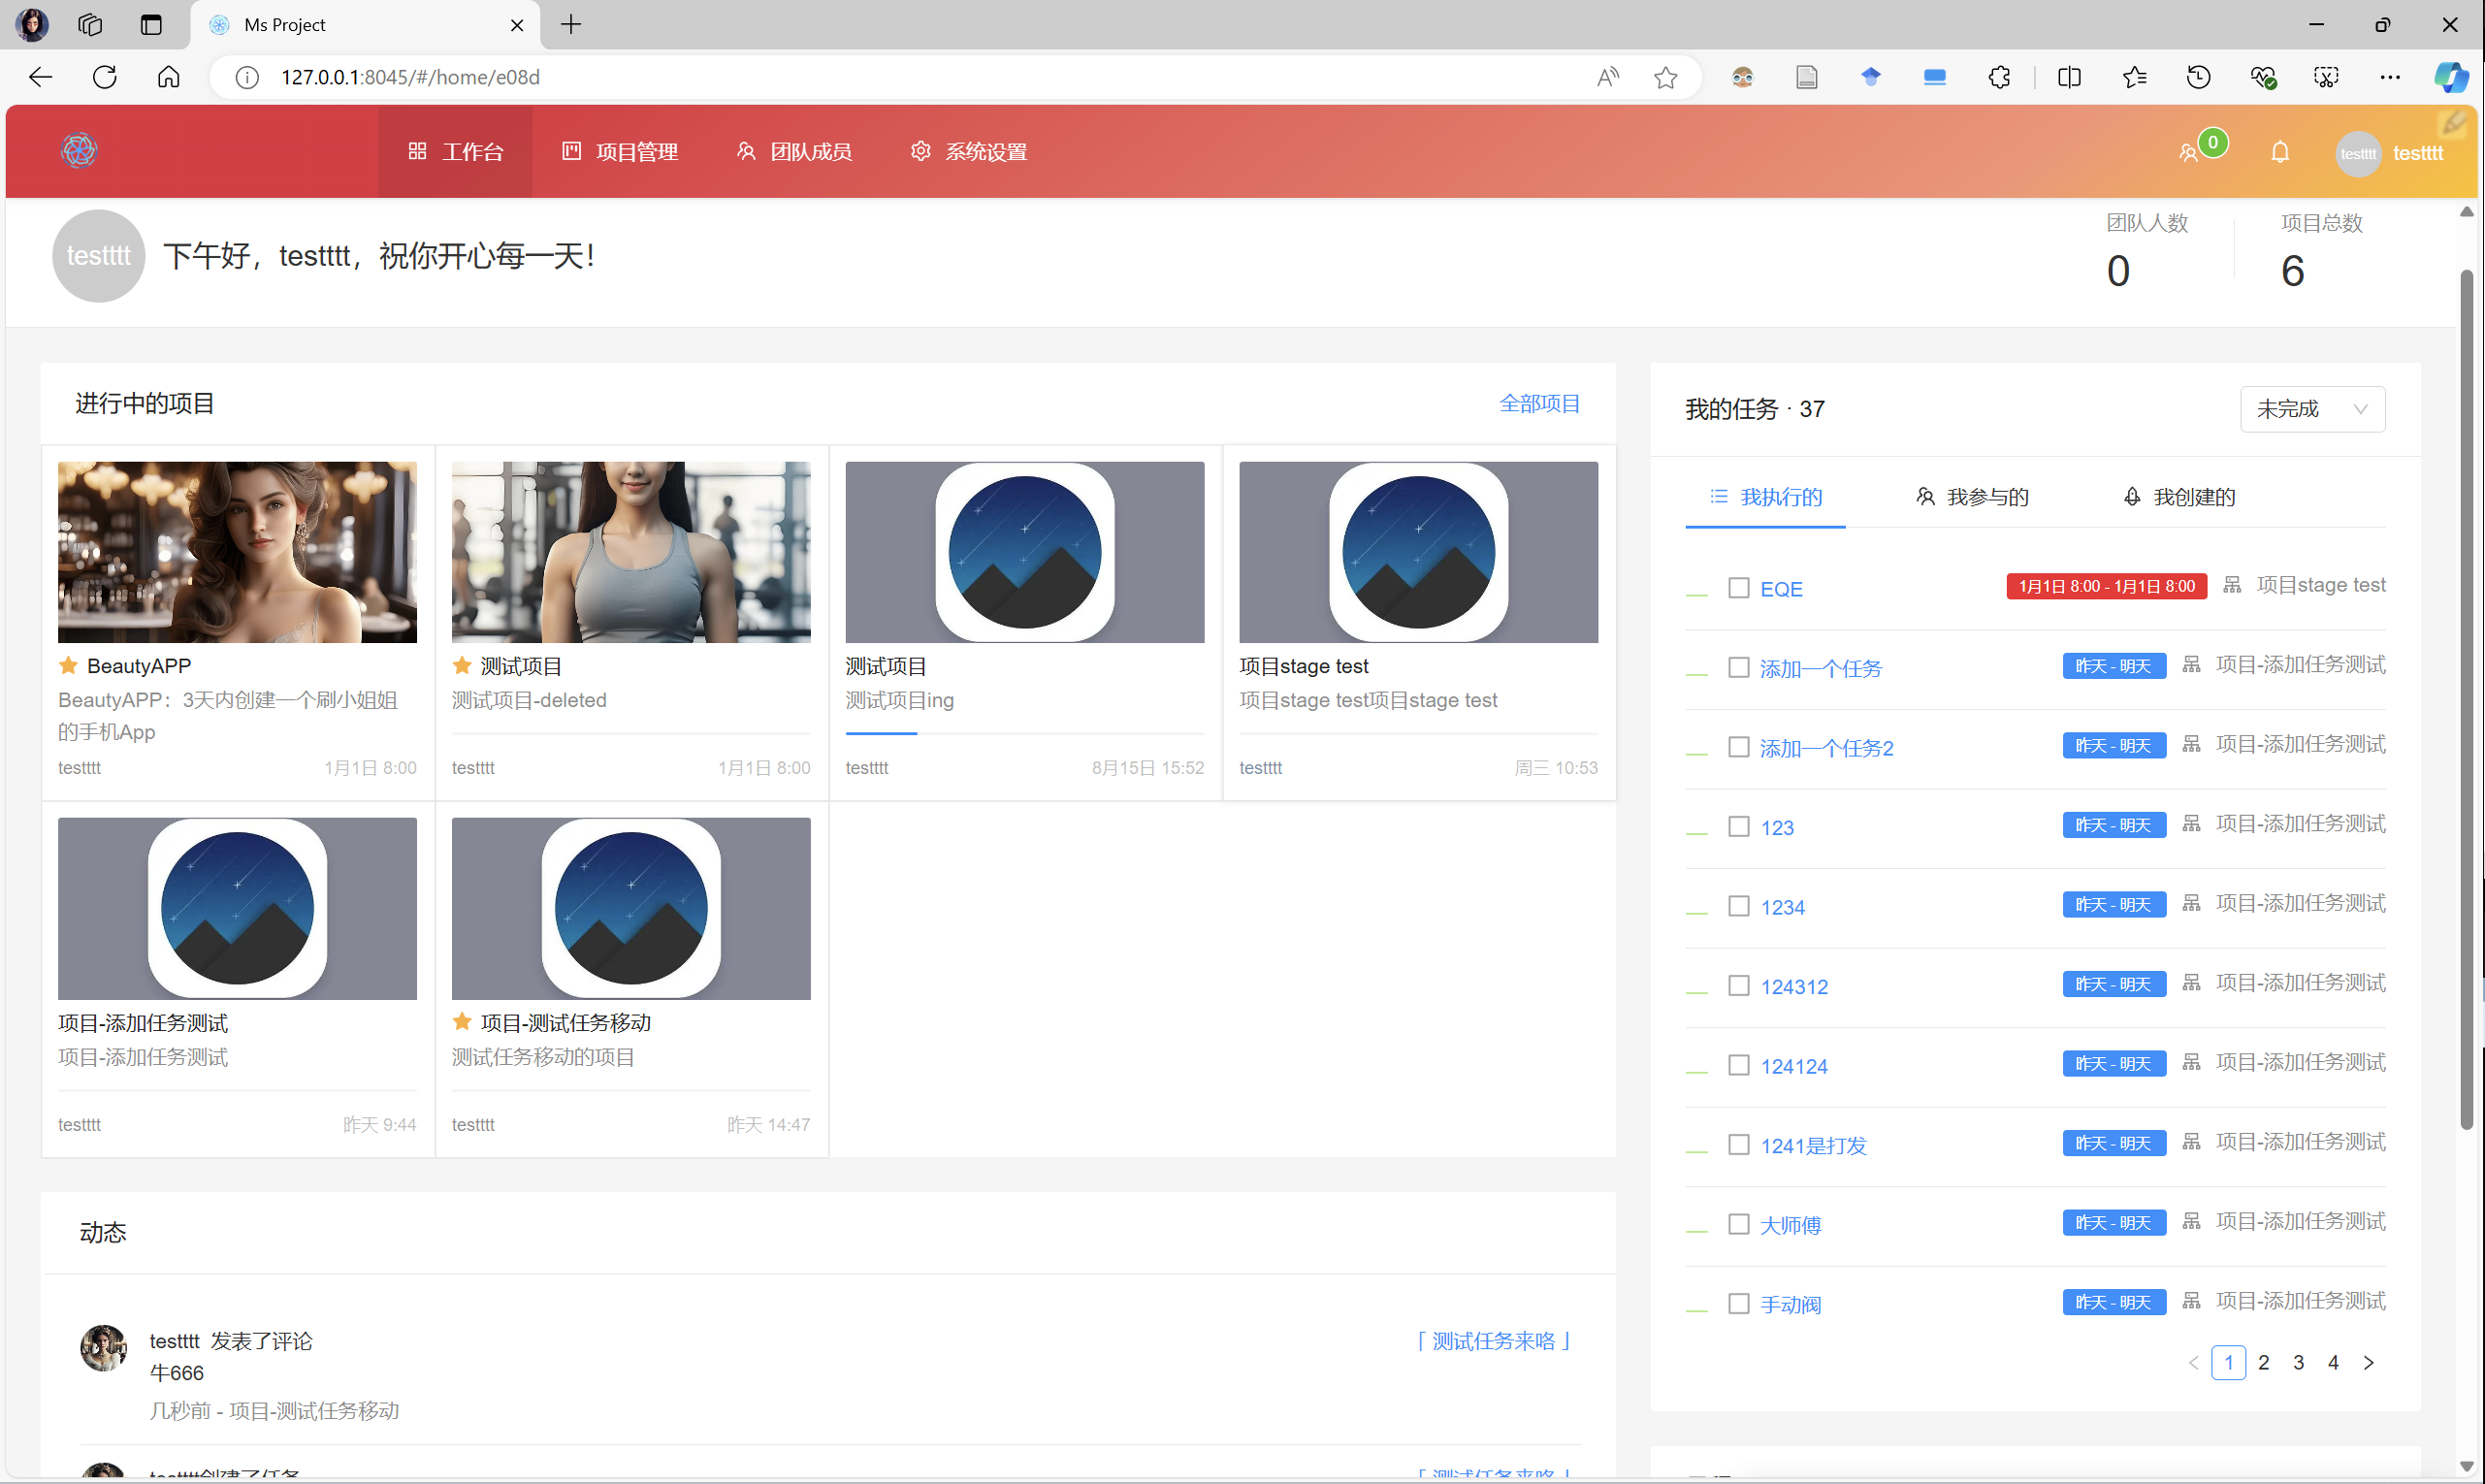 Ms Project
127.0.0.1:8045/#/home/e08d
工作台
项目管理
团队成员
系统设置
0
testttt
testttt
testttt
下午好，testttt，祝你开心每一天！
团队人数
0
项目总数
6
进行中的项目
全部项目
BeautyAPP
BeautyAPP：3天内创建一个刷小姐姐
的手机App
testttt 1月1日 8:00
测试项目
测试项目-deleted
testttt 1月1日 8:00
测试项目
测试项目ing
testttt 8月15日 15:52
项目stage test
项目stage test项目stage test
testttt 周三 10:53
项目-添加任务测试
项目-添加任务测试
testttt 昨天 9:44
项目-测试任务移动
测试任务移动的项目
testttt 昨天 14:47
动态
testttt 发表了评论 「 测试任务来咯 」
牛666
几秒前 - 项目-测试任务移动
testttt创建了任务 「 测试任务来咯 」
我的任务 · 37
未完成
我执行的
我参与的
我创建的
EQE 1月1日 8:00 - 1月1日 8:00 项目stage test
添加一个任务 昨天 - 明天 项目-添加任务测试
添加一个任务2 昨天 - 明天 项目-添加任务测试
123 昨天 - 明天 项目-添加任务测试
1234 昨天 - 明天 项目-添加任务测试
124312 昨天 - 明天 项目-添加任务测试
124124 昨天 - 明天 项目-添加任务测试
1241是打发 昨天 - 明天 项目-添加任务测试
大师傅 昨天 - 明天 项目-添加任务测试
手动阀 昨天 - 明天 项目-添加任务测试
1 2 3 4